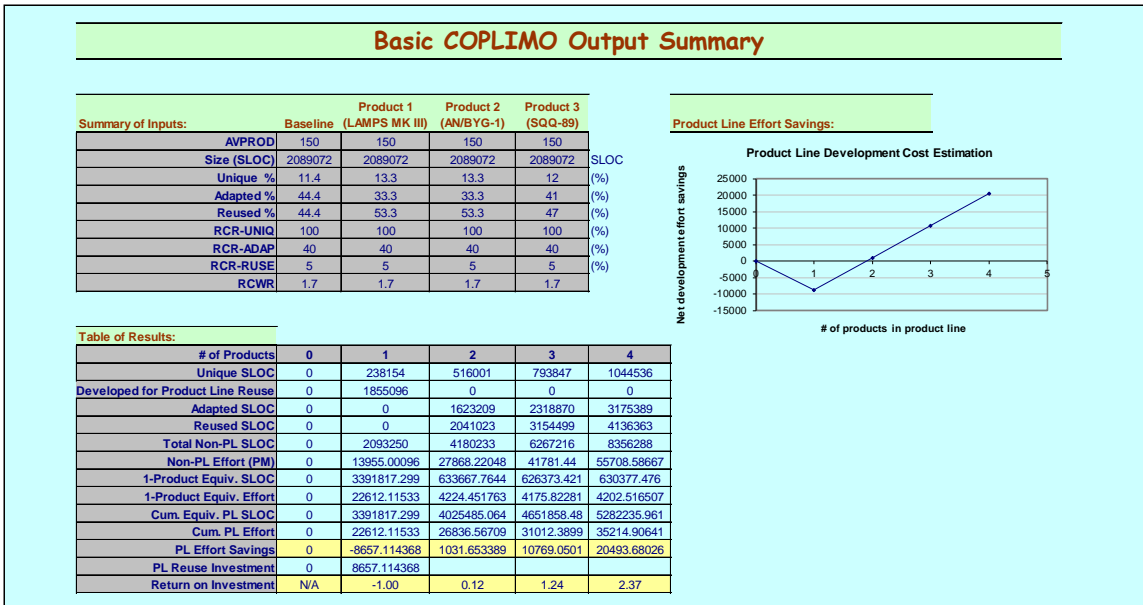 Basic COPLIMO Output Summary
Summary of Inputs: Baseline Product 1 (LAMPS MK III) Product 2 (AN/BYG-1) Product 3 (SQQ-89)
AVPROD 150 150 150 150
Size (SLOC) 2089072 2089072 2089072 2089072 SLOC
Unique % 11.4 13.3 13.3 12 (%)
Adapted % 44.4 33.3 33.3 41 (%)
Reused % 44.4 53.3 53.3 47 (%)
RCR-UNIQ 100 100 100 100 (%)
RCR-ADAP 40 40 40 40 (%)
RCR-RUSE 5 5 5 5 (%)
RCWR 1.7 1.7 1.7 1.7
Product Line Effort Savings:
Product Line Development Cost Estimation
Net development effort savings
25000
20000
15000
10000
5000
0
-5000
-10000
-15000
0 1 2 3 4 5
# of products in product line
Table of Results:
# of Products 0 1 2 3 4
Unique SLOC 0 238154 516001 793847 1044536
Developed for Product Line Reuse 0 1855096 0 0 0
Adapted SLOC 0 0 1623209 2318870 3175389
Reused SLOC 0 0 2041023 3154499 4136363
Total Non-PL SLOC 0 2093250 4180233 6267216 8356288
Non-PL Effort (PM) 0 13955.00096 27868.22048 41781.44 55708.58667
1-Product Equiv. SLOC 0 3391817.299 633667.7644 626373.421 630377.476
1-Product Equiv. Effort 0 22612.11533 4224.451763 4175.82281 4202.516507
Cum. Equiv. PL SLOC 0 3391817.299 4025485.064 4651858.48 5282235.961
Cum. PL Effort 0 22612.11533 26836.56709 31012.3899 35214.90641
PL Effort Savings 0 -8657.114368 1031.653389 10769.0501 20493.68026
PL Reuse Investment 0 8657.114368
Return on Investment N/A -1.00 0.12 1.24 2.37